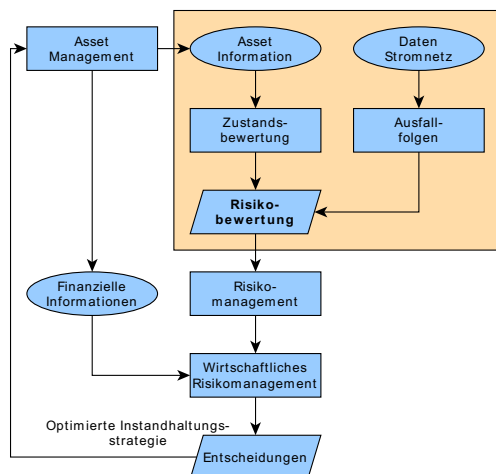 Asset
Management
Asset
Information
Daten
Stromnetz
Zustands-
bewertung
Ausfall-
folgen
Risiko-
bewertung
Finanzielle
Informationen
Risiko-
management
Wirtschaftliches
Risikomanagement
Optimierte Instandhaltungs-
strategie
Entscheidungen